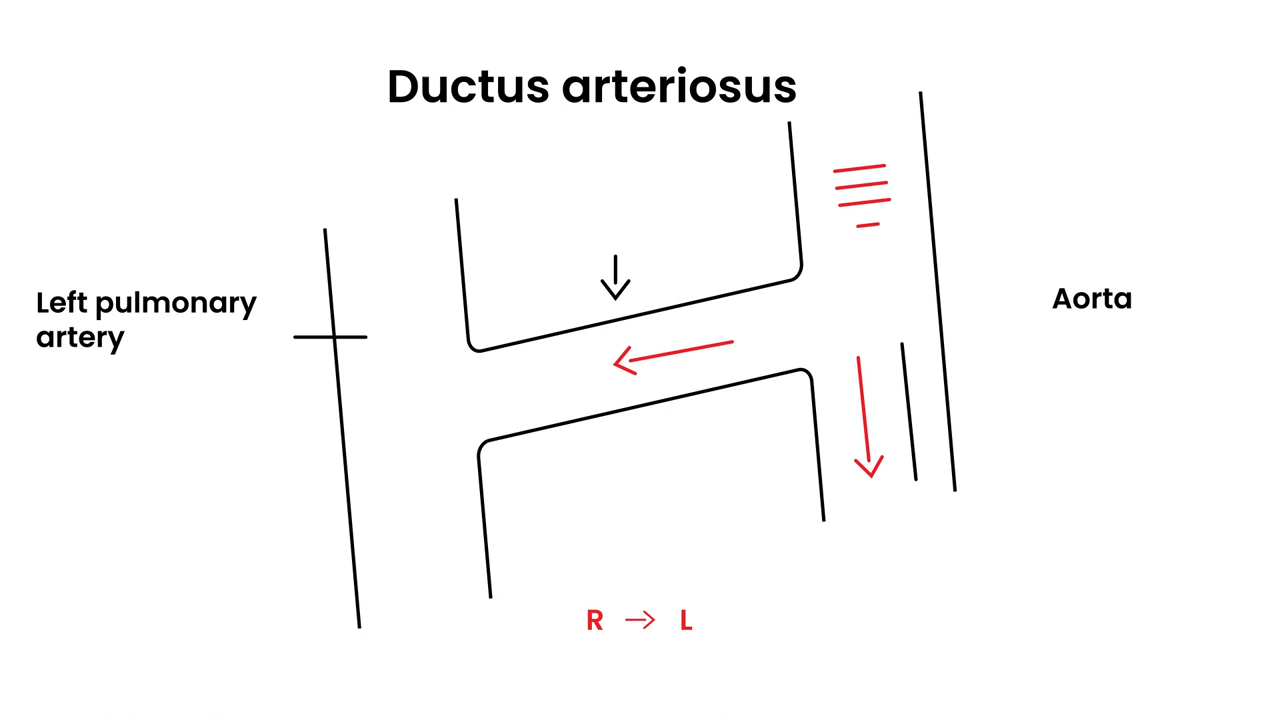 Ductus arteriosus
Left pulmonary
artery
Aorta
R → L